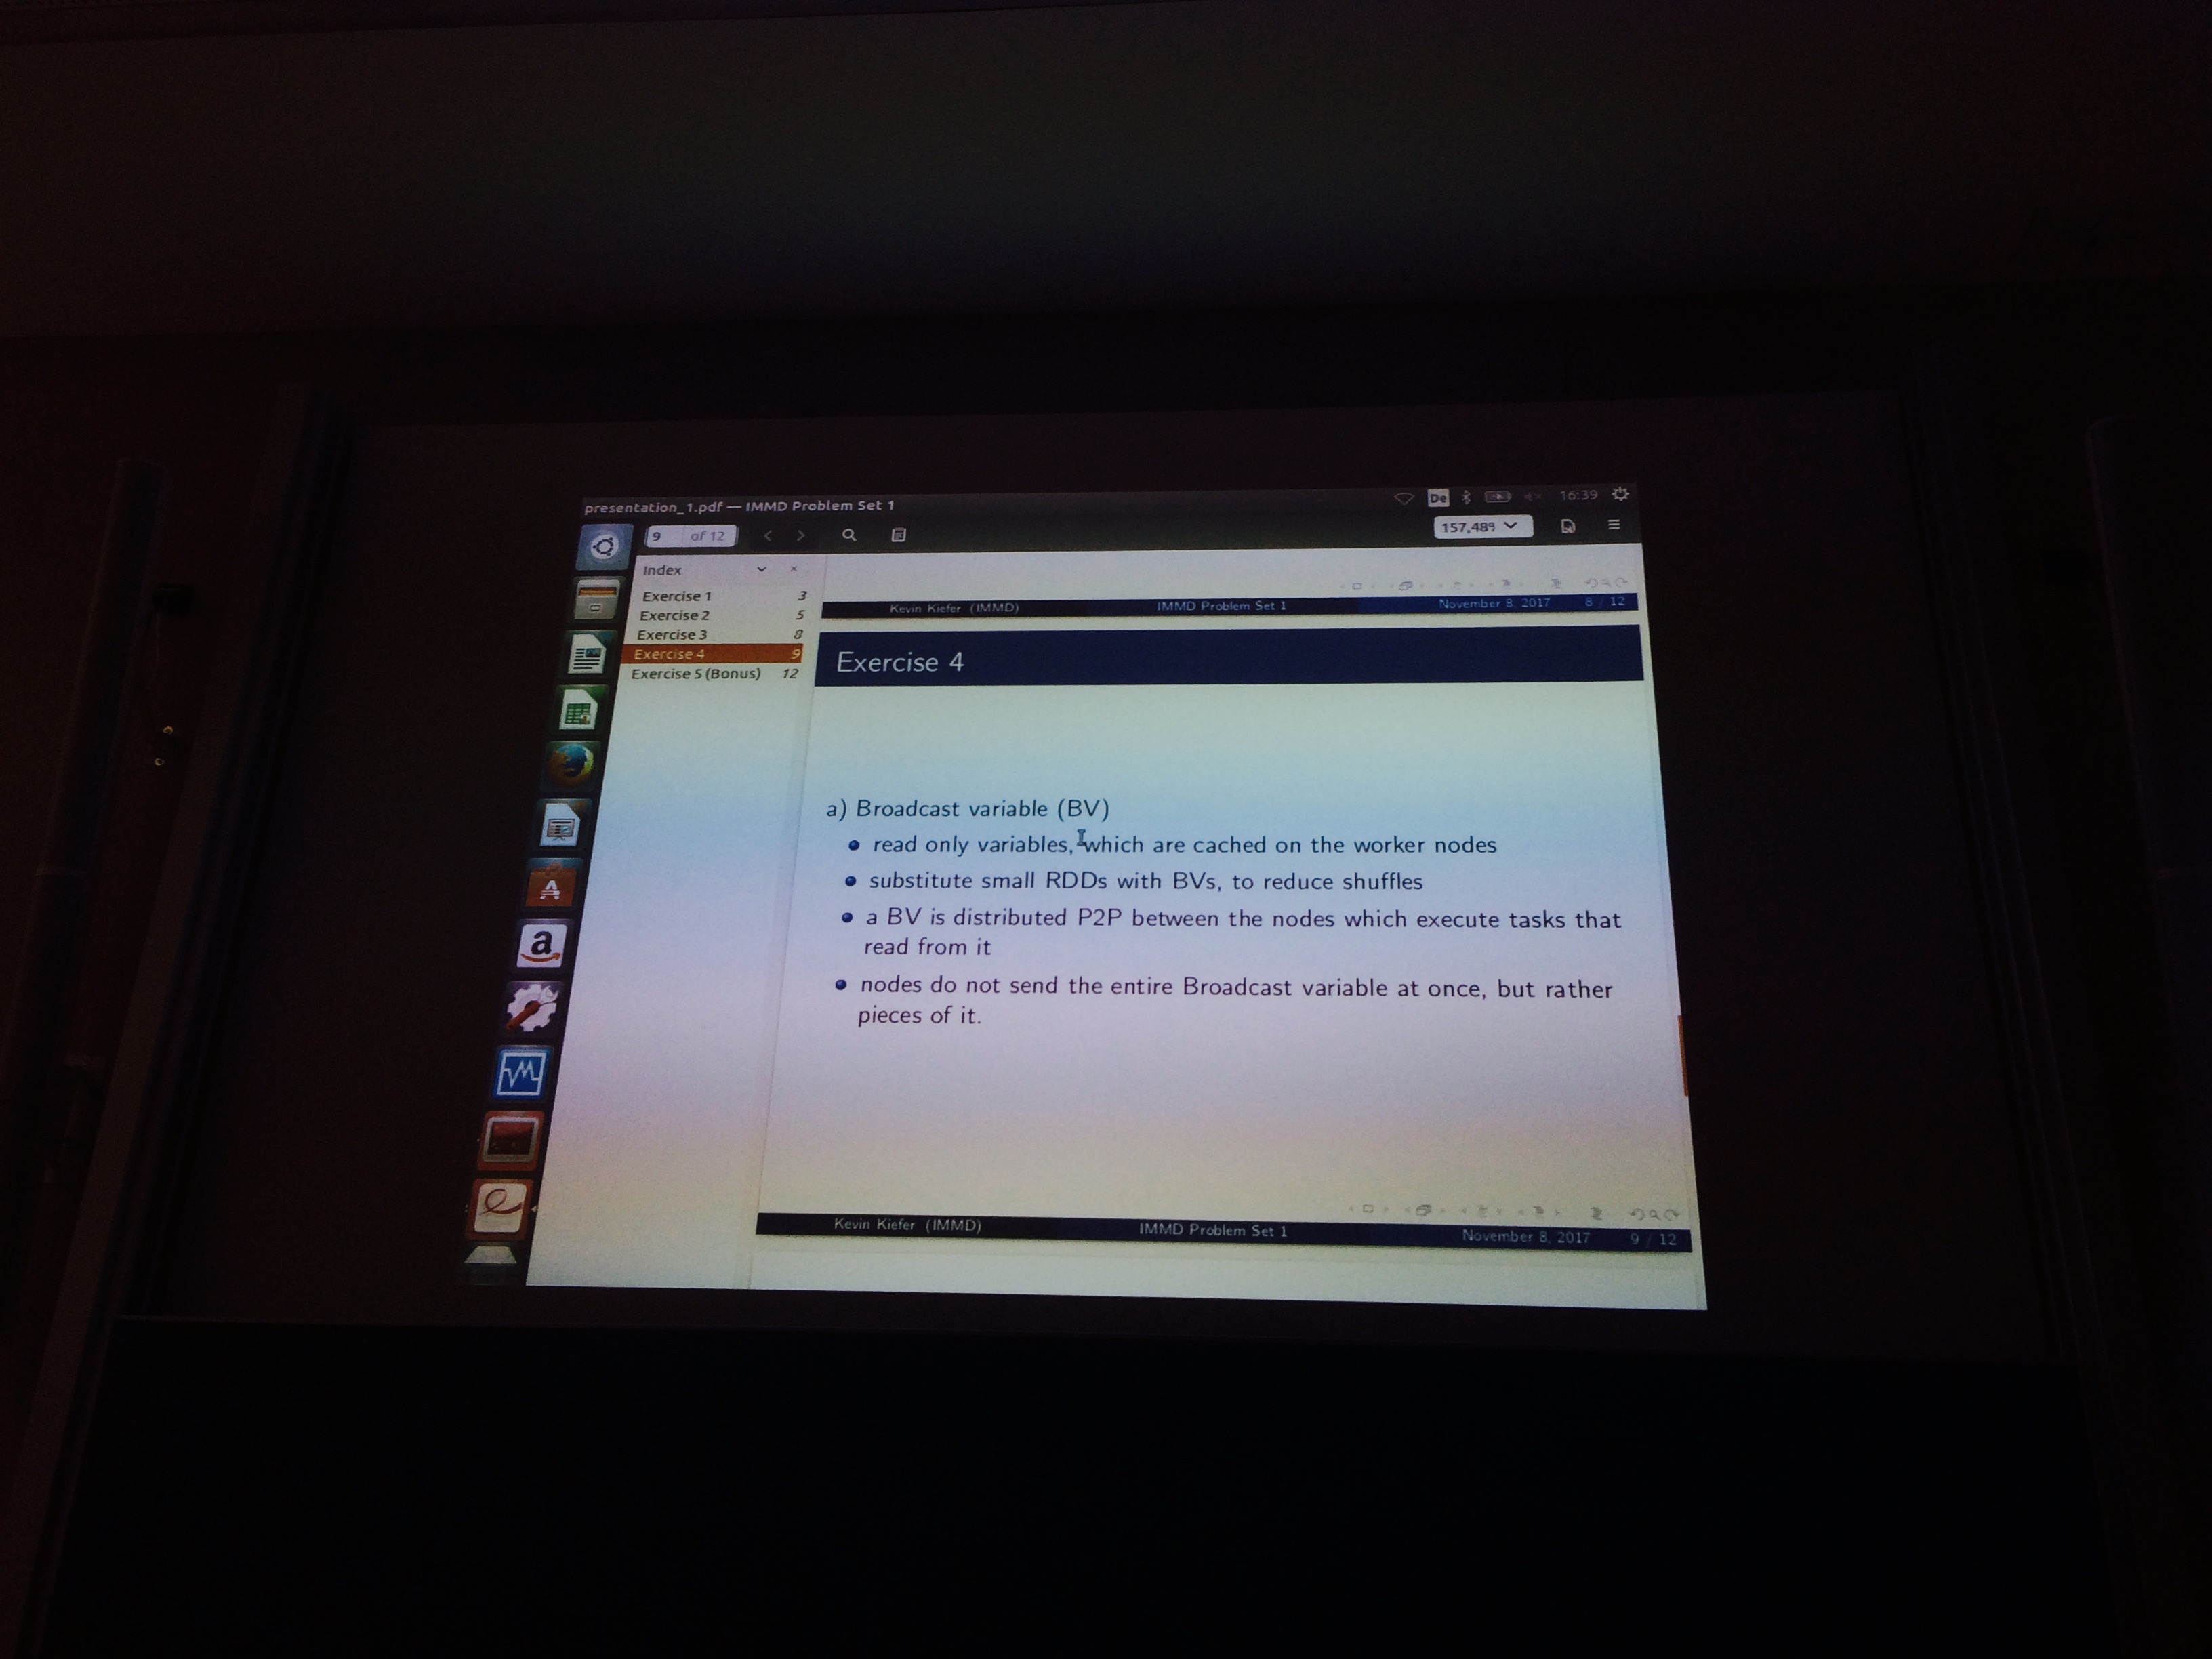 presentation_1.pdf — IMMD Problem Set 1
De
16:39
9 of 12
157,48%
Index
Exercise 1 3
Exercise 2 5
Exercise 3 8
Exercise 4 9
Exercise 5 (Bonus) 12
Kevin Kiefer (IMMD) IMMD Problem Set 1 November 8, 2017 8 / 12
Exercise 4
a) Broadcast variable (BV)
read only variables, which are cached on the worker nodes
substitute small RDDs with BVs, to reduce shuffles
a BV is distributed P2P between the nodes which execute tasks that
read from it
nodes do not send the entire Broadcast variable at once, but rather
pieces of it.
Kevin Kiefer (IMMD) IMMD Problem Set 1 November 8, 2017 9 / 12